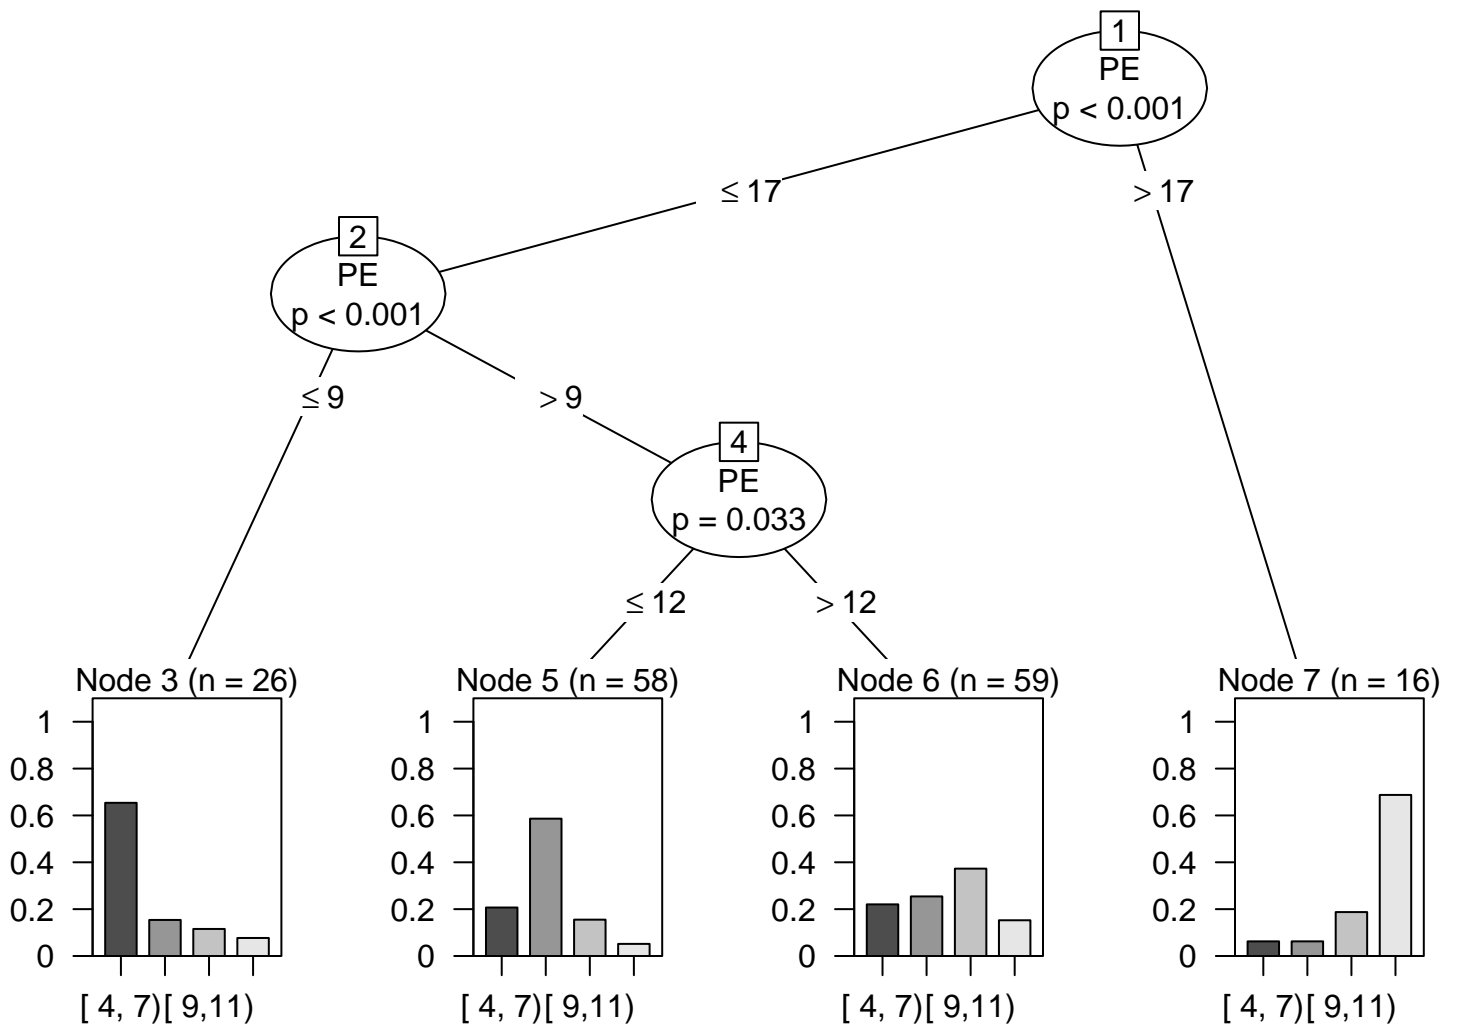 1
PE
p < 0.001
≤ 17
> 17
2
PE
p < 0.001
≤ 9
> 9
4
PE
p = 0.033
≤ 12
> 12
Node 3 (n = 26)
1
0.8
0.6
0.4
0.2
0
[ 4, 7)[ 9,11)
Node 5 (n = 58)
1
0.8
0.6
0.4
0.2
0
[ 4, 7)[ 9,11)
Node 6 (n = 59)
1
0.8
0.6
0.4
0.2
0
[ 4, 7)[ 9,11)
Node 7 (n = 16)
1
0.8
0.6
0.4
0.2
0
[ 4, 7)[ 9,11)